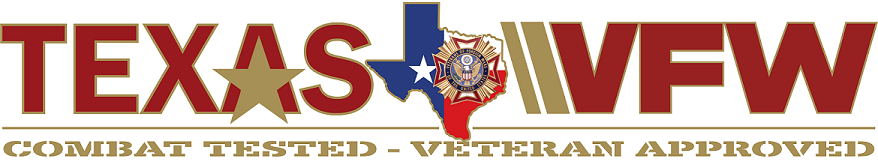 TEXAS VFW
COMBAT TESTED - VETERAN APPROVED